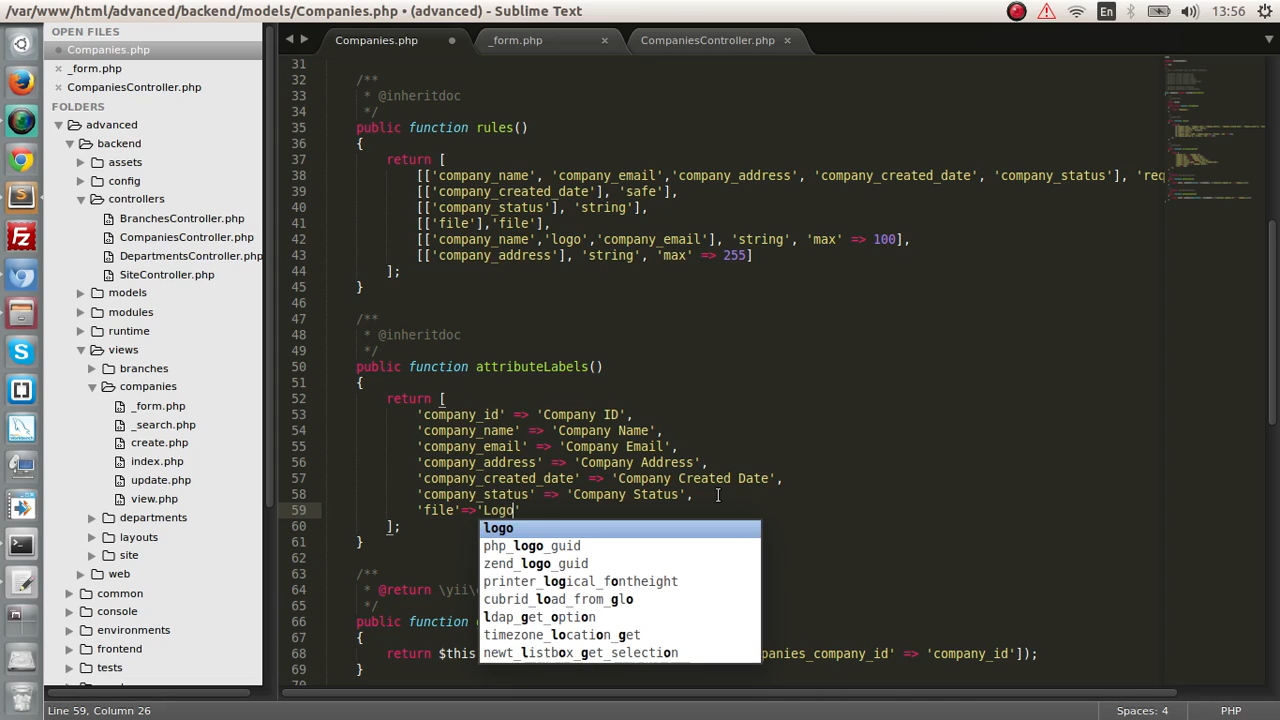 /var/www/html/advanced/backend/models/Companies.php • (advanced) - Sublime Text
En
13:56
OPEN FILES
Companies.php
_form.php
CompaniesController.php
FOLDERS
advanced
backend
assets
config
controllers
BranchesController.php
CompaniesController.php
DepartmentsController.php
SiteController.php
models
modules
runtime
views
branches
companies
_form.php
_search.php
create.php
index.php
update.php
view.php
departments
layouts
site
web
common
console
environments
frontend
tests
Companies.php
_form.php
CompaniesController.php
31
32 /**
33 * @inheritdoc
34 */
35 public function rules()
36 {
37 return [
38 [['company_name', 'company_email','company_address', 'company_created_date', 'company_status'], 'rec
39 [['company_created_date'], 'safe'],
40 [['company_status'], 'string'],
41 [['file'],'file'],
42 [['company_name','logo','company_email'], 'string', 'max' => 100],
43 [['company_address'], 'string', 'max' => 255]
44 ];
45 }
46
47 /**
48 * @inheritdoc
49 */
50 public function attributeLabels()
51 {
52 return [
53 'company_id' => 'Company ID',
54 'company_name' => 'Company Name',
55 'company_email' => 'Company Email',
56 'company_address' => 'Company Address',
57 'company_created_date' => 'Company Created Date',
58 'company_status' => 'Company Status',
59 'file'=>'Logo'
60 ];
61 }
62
63 /**
64 * @return \yii\
65 */
66 public function
67 {
68 return $this
panies_company_id' => 'company_id']);
69 }
70
logo
php_logo_guid
zend_logo_guid
printer_logical_fontheight
cubrid_load_from_glo
ldap_get_option
timezone_location_get
newt_listbox_get_selection
Line 59, Column 26
Spaces: 4
PHP